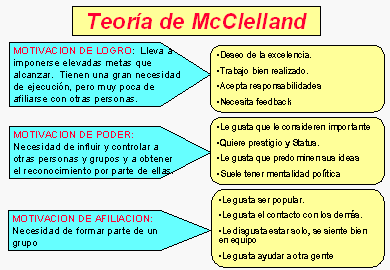 Teoría de McClelland
MOTIVACION DE LOGRO: Lleva a
imponerse elevadas metas que
alcanzar. Tienen una gran necesidad
de ejecución, pero muy poca de
afiliarse con otras personas.
•Deseo de la excelencia.
•Trabajo bien realizado.
•Acepta responsabilidades
•Necesita feedback
MOTIVACION DE PODER:
Necesidad de influir y controlar a
otras personas y grupos y a obtener
el reconocimiento por parte de ellas.
•Le gusta que le consideren importante
•Quiere prestigio y Status.
•Le gusta que predominen sus ideas
•Suele tener mentalidad política
MOTIVACION DE AFILIACION:
Necesidad de formar parte de un
grupo
•Le gusta ser popular.
•Le gusta el contacto con los demás.
•Le disgusta estar solo, se siente bien
en equipo
•Le gusta ayudar a otra gente